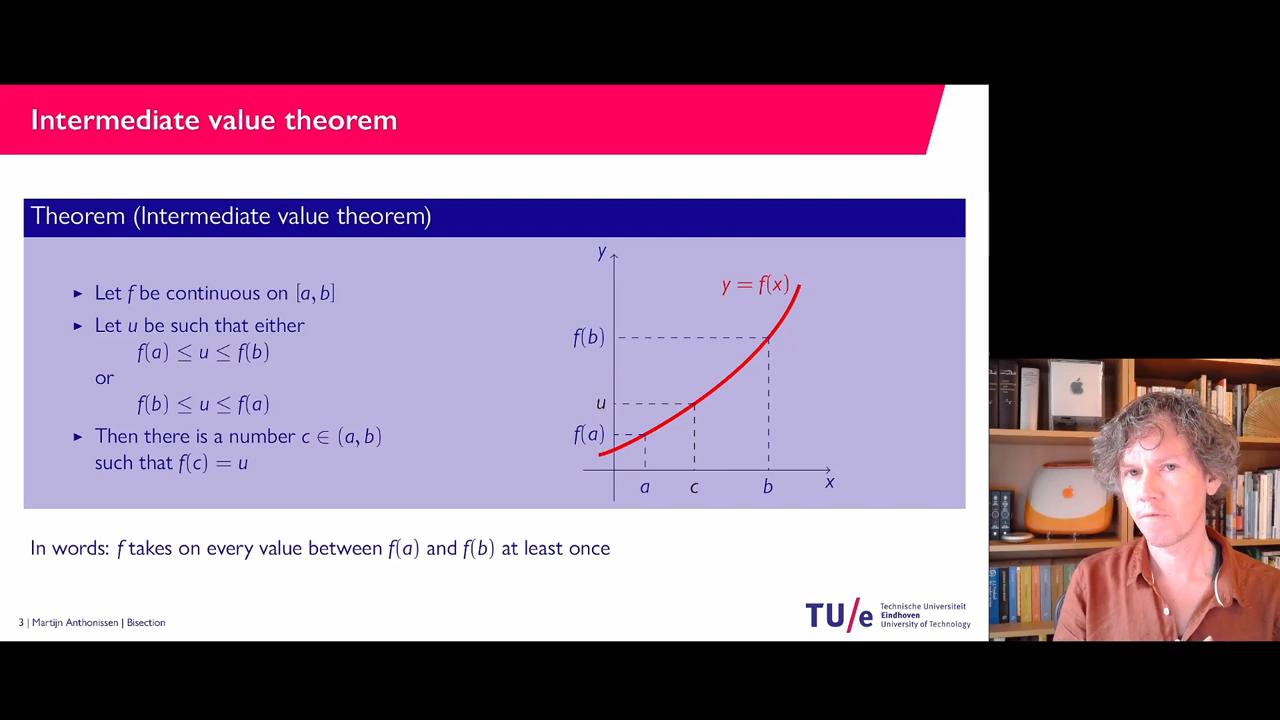 Intermediate value theorem
Theorem (Intermediate value theorem)
▸ Let f be continuous on [a, b]
▸ Let u be such that either
f(a) ≤ u ≤ f(b)
or
f(b) ≤ u ≤ f(a)
▸ Then there is a number c ∈ (a, b)
such that f(c) = u
y
y = f(x)
f(b)
u
f(a)
a
c
b
x
In words: f takes on every value between f(a) and f(b) at least once
3 | Martijn Anthonissen | Bisection
TU/e
Technische Universiteit
Eindhoven
University of Technology